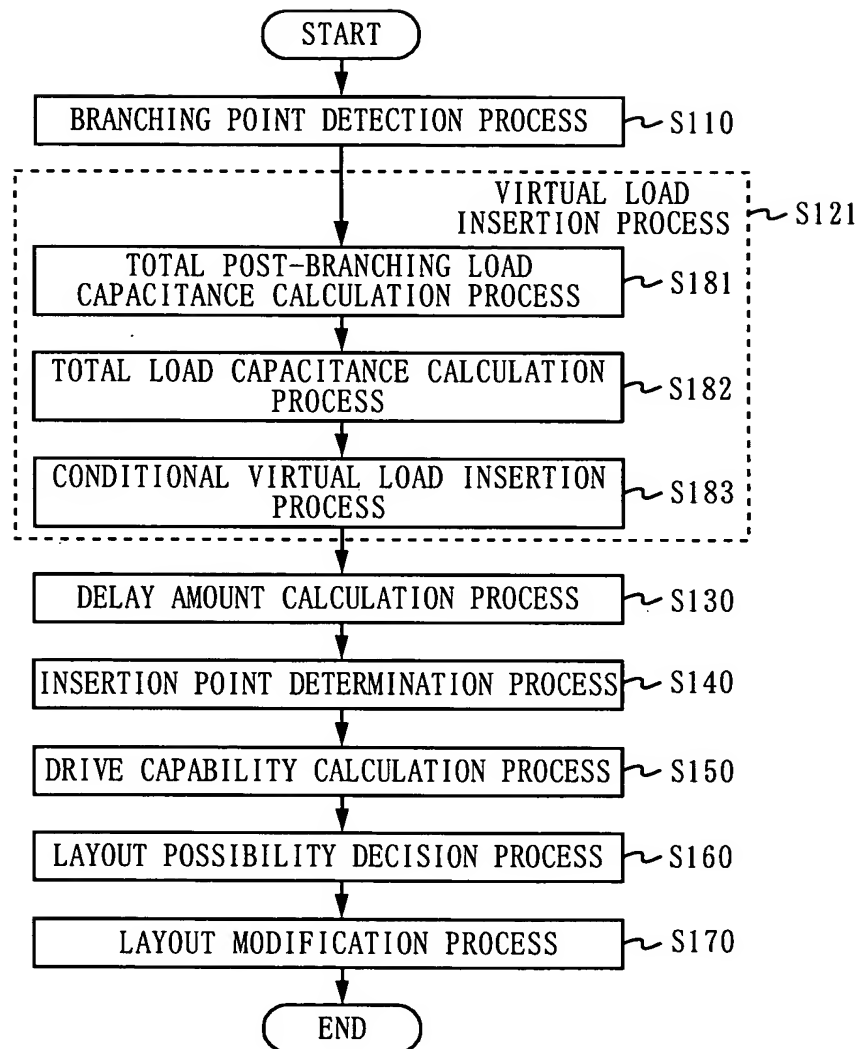 START
BRANCHING POINT DETECTION PROCESS
S110
VIRTUAL LOAD
INSERTION PROCESS
S121
TOTAL POST-BRANCHING LOAD
CAPACITANCE CALCULATION PROCESS
S181
TOTAL LOAD CAPACITANCE CALCULATION
PROCESS
S182
CONDITIONAL VIRTUAL LOAD INSERTION
PROCESS
S183
DELAY AMOUNT CALCULATION PROCESS
S130
INSERTION POINT DETERMINATION PROCESS
S140
DRIVE CAPABILITY CALCULATION PROCESS
S150
LAYOUT POSSIBILITY DECISION PROCESS
S160
LAYOUT MODIFICATION PROCESS
S170
END